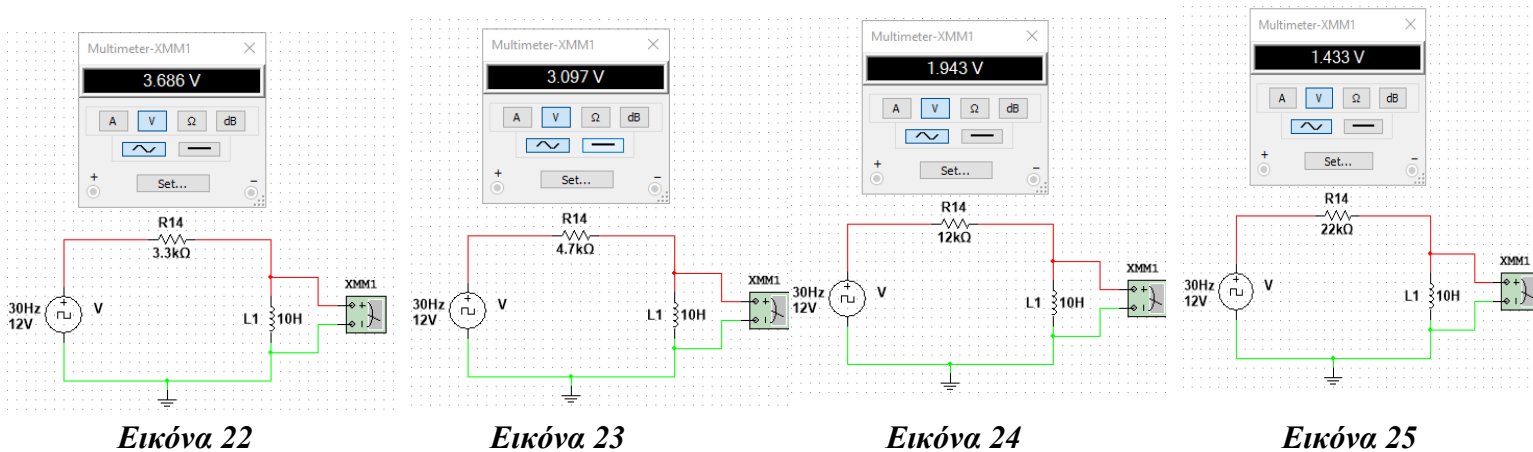 Multimeter-XMM1
3.686 V
A V Ω dB
+ Set... −
R14
3.3kΩ
XMM1
30Hz
12V
V
L1
10H
Εικόνα 22
Multimeter-XMM1
3.097 V
A V Ω dB
+ Set... −
R14
4.7kΩ
XMM1
30Hz
12V
V
L1
10H
Εικόνα 23
Multimeter-XMM1
1.943 V
A V Ω dB
+ Set... −
R14
12kΩ
XMM1
30Hz
12V
V
L1
10H
Εικόνα 24
Multimeter-XMM1
1.433 V
A V Ω dB
+ Set... −
R14
22kΩ
XMM1
30Hz
12V
V
L1
10H
Εικόνα 25